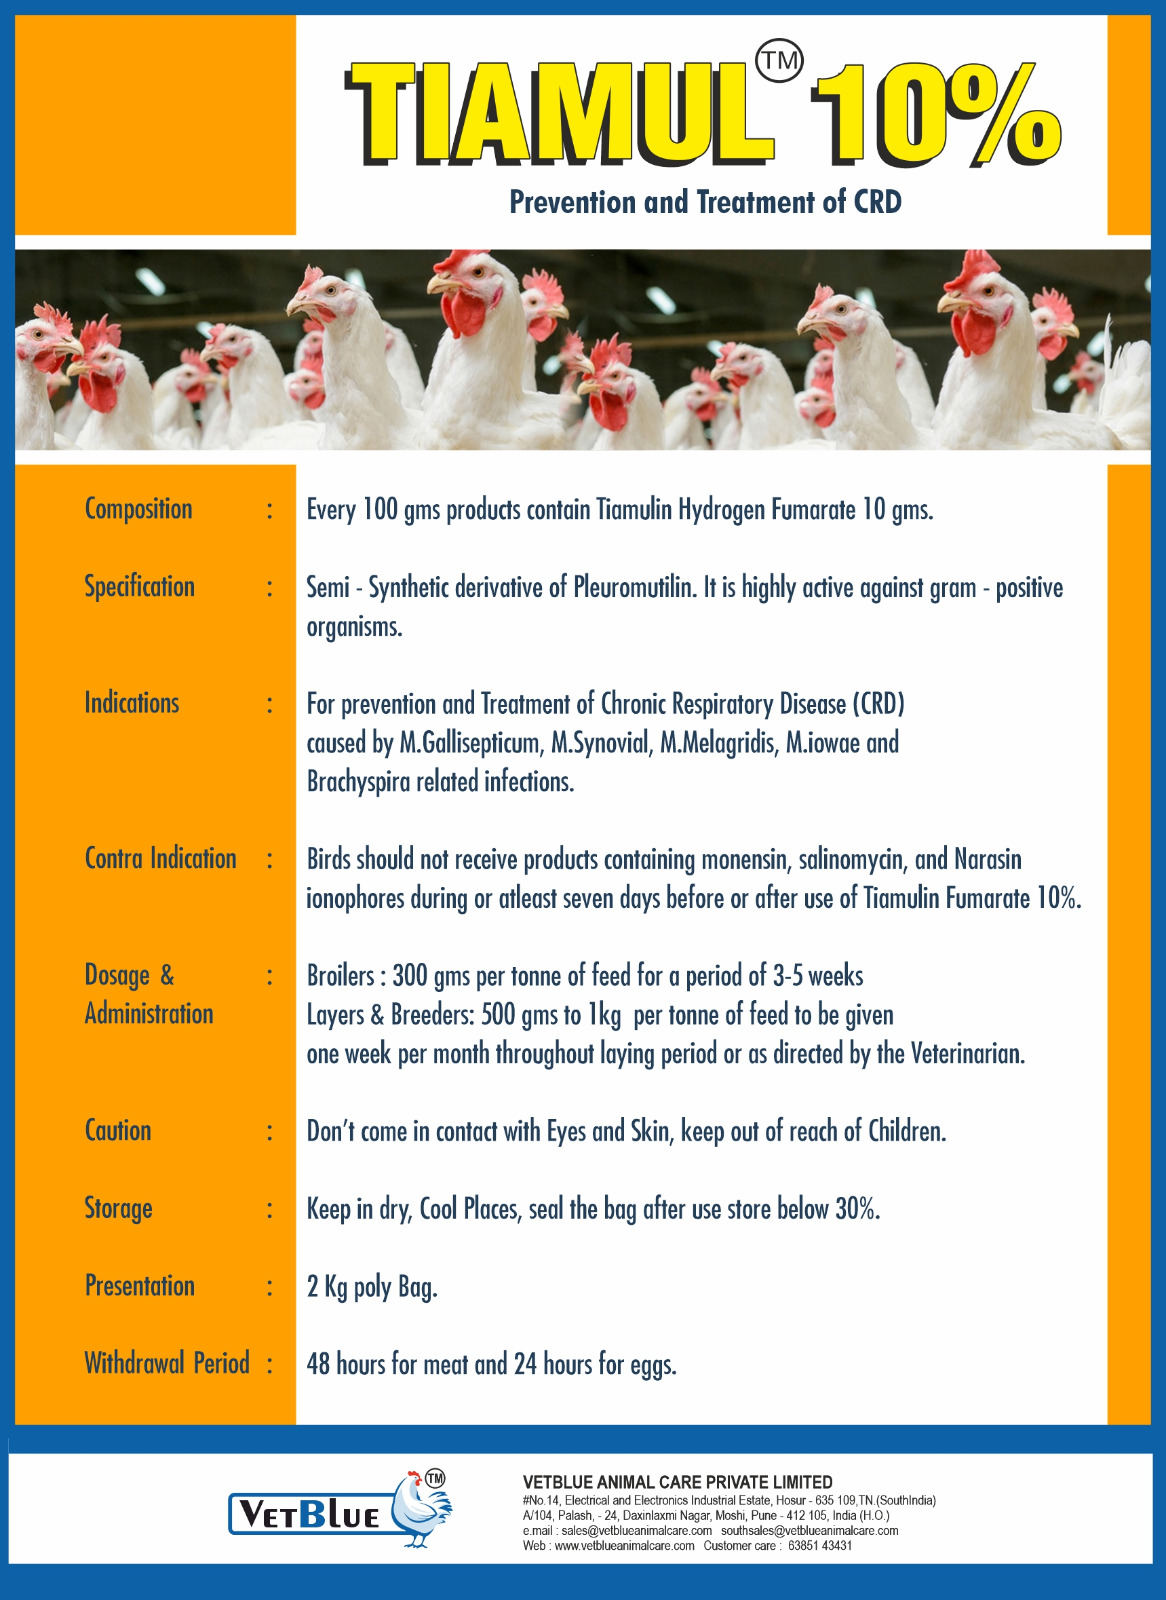 TIAMUL TM 10%
Prevention and Treatment of CRD
Composition : Every 100 gms products contain Tiamulin Hydrogen Fumarate 10 gms.
Specification : Semi - Synthetic derivative of Pleuromutilin. It is highly active against gram - positive
organisms.
Indications : For prevention and Treatment of Chronic Respiratory Disease (CRD)
caused by M.Gallisepticum, M.Synovial, M.Melagridis, M.iowae and
Brachyspira related infections.
Contra Indication : Birds should not receive products containing monensin, salinomycin, and Narasin
ionophores during or atleast seven days before or after use of Tiamulin Fumarate 10%.
Dosage & : Broilers : 300 gms per tonne of feed for a period of 3-5 weeks
Administration Layers & Breeders: 500 gms to 1kg per tonne of feed to be given
one week per month throughout laying period or as directed by the Veterinarian.
Caution : Don't come in contact with Eyes and Skin, keep out of reach of Children.
Storage : Keep in dry, Cool Places, seal the bag after use store below 30%.
Presentation : 2 Kg poly Bag.
Withdrawal Period : 48 hours for meat and 24 hours for eggs.
VETBLUE TM
VETBLUE ANIMAL CARE PRIVATE LIMITED
#No.14, Electrical and Electronics Industrial Estate, Hosur - 635 109,TN.(SouthIndia)
A/104, Palash, - 24, Daxinlaxmi Nagar, Moshi, Pune - 412 105, India (H.O.)
e.mail : sales@vetblueanimalcare.com southsales@vetblueanimalcare.com
Web : www.vetblueanimalcare.com Customer care : 63851 43431